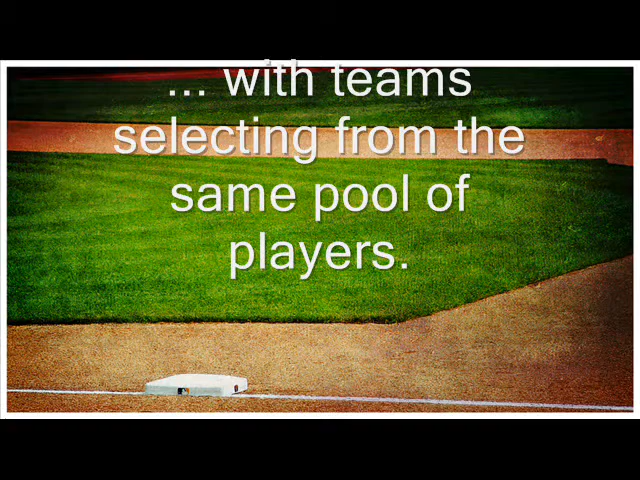 ... with teams
selecting from the
same pool of
players.